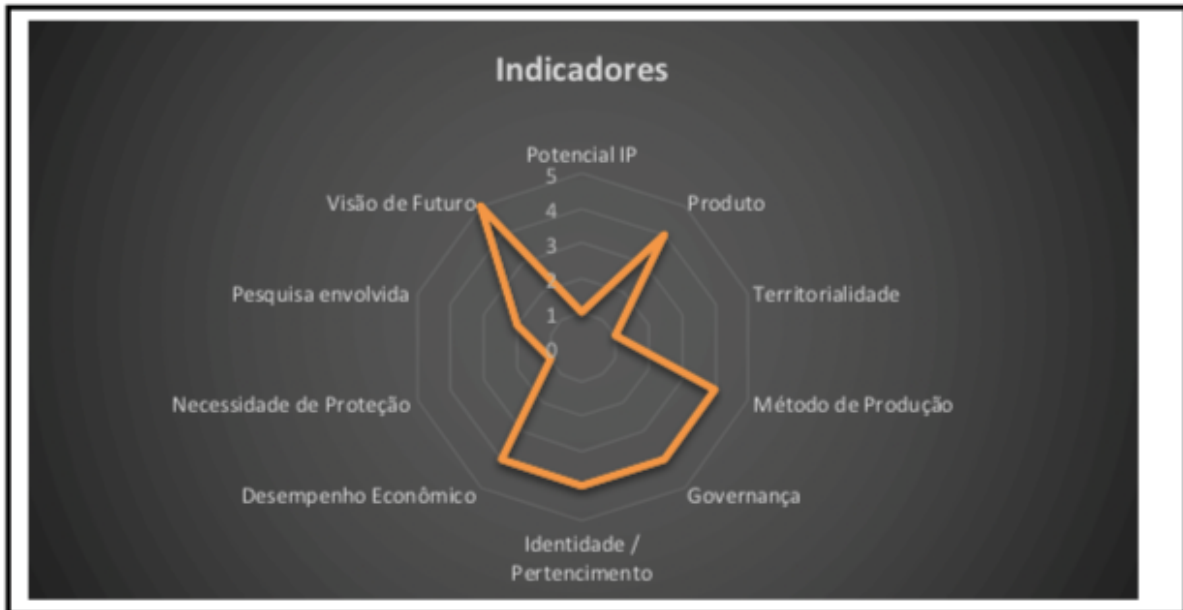 Indicadores
Potencial IP
5
Visão de Futuro
4
Produto
3
Pesquisa envolvida
2
Territorialidade
1
0
Necessidade de Proteção
Método de Produção
Desempenho Econômico
Governança
Identidade /
Pertencimento